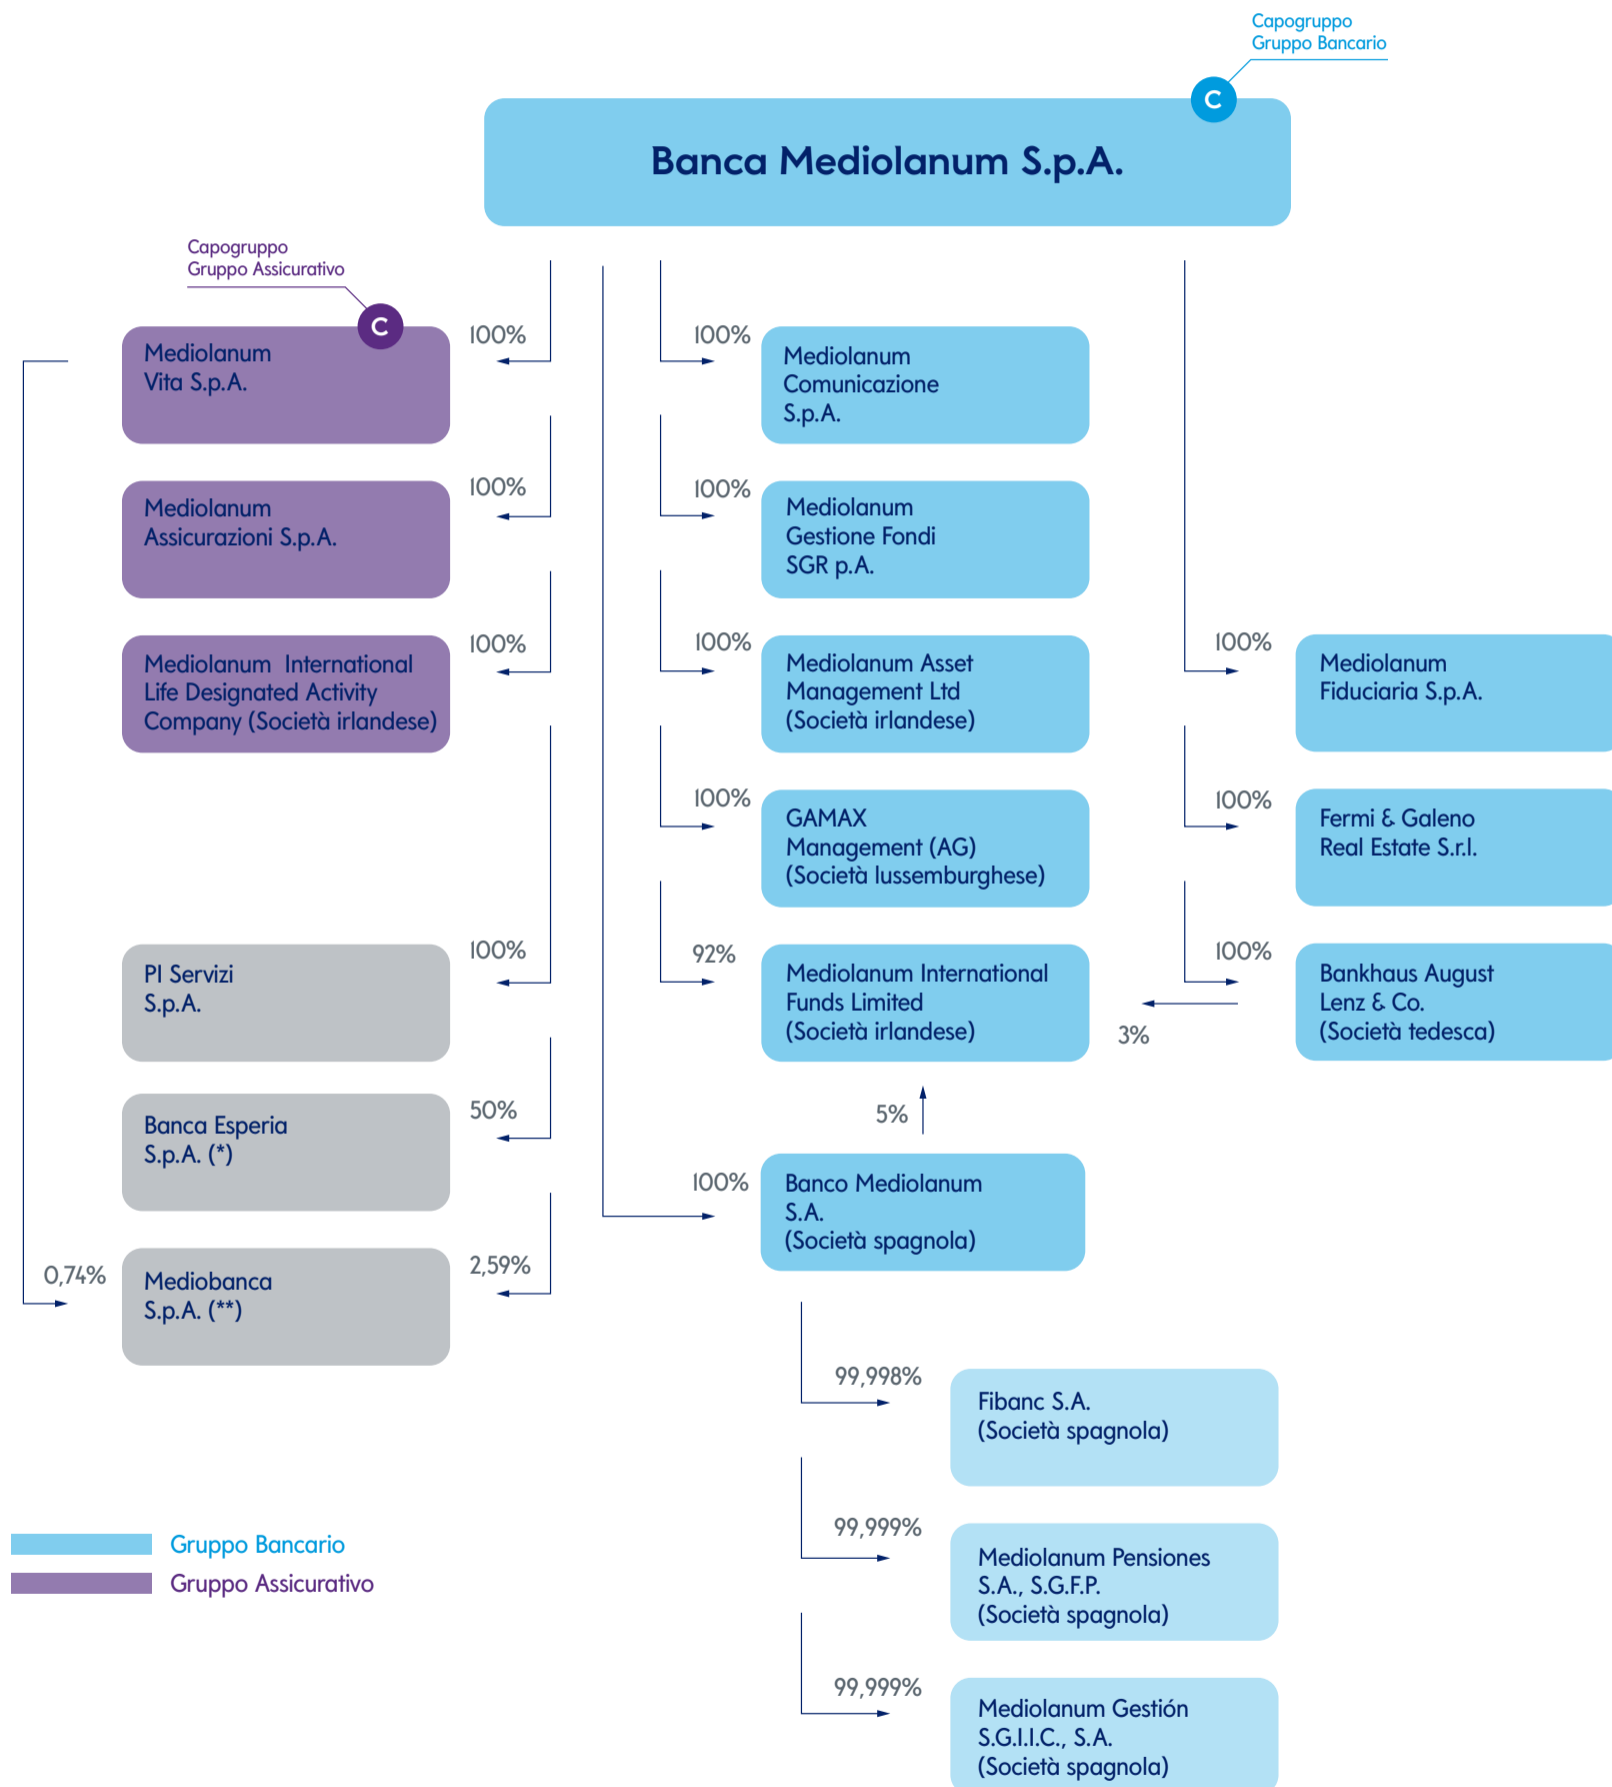 Capogruppo
Gruppo Bancario
C
Banca Mediolanum S.p.A.
Capogruppo
Gruppo Assicurativo
C
100%
Mediolanum
Vita S.p.A.
100%
Mediolanum
Comunicazione
S.p.A.
100%
Mediolanum
Assicurazioni S.p.A.
100%
Mediolanum
Gestione Fondi
SGR p.A.
100%
Mediolanum International
Life Designated Activity
Company (Società irlandese)
100%
Mediolanum Asset
Management Ltd
(Società irlandese)
100%
Mediolanum
Fiduciaria S.p.A.
100%
GAMAX
Management (AG)
(Società lussemburghese)
100%
Fermi & Galeno
Real Estate S.r.l.
100%
PI Servizi
S.p.A.
92%
Mediolanum International
Funds Limited
(Società irlandese)
100%
Bankhaus August
Lenz & Co.
(Società tedesca)
3%
50%
Banca Esperia
S.p.A. (*)
5%
100%
Banco Mediolanum
S.A.
(Società spagnola)
0,74%
Mediobanca
S.p.A. (**)
2,59%
99,998%
Fibanc S.A.
(Società spagnola)
99,999%
Mediolanum Pensiones
S.A., S.G.F.P.
(Società spagnola)
99,999%
Mediolanum Gestión
S.G.I.I.C., S.A.
(Società spagnola)
Gruppo Bancario
Gruppo Assicurativo